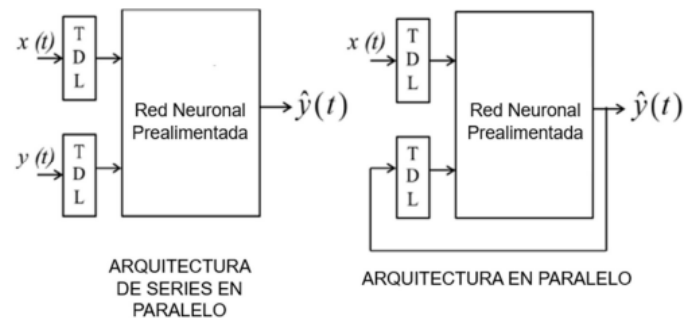 x (t)
T
D
L
Red Neuronal
Prealimentada
ŷ(t)
y (t)
T
D
L
ARQUITECTURA
DE SERIES EN
PARALELO
x (t)
T
D
L
Red Neuronal
Prealimentada
ŷ(t)
T
D
L
ARQUITECTURA EN PARALELO